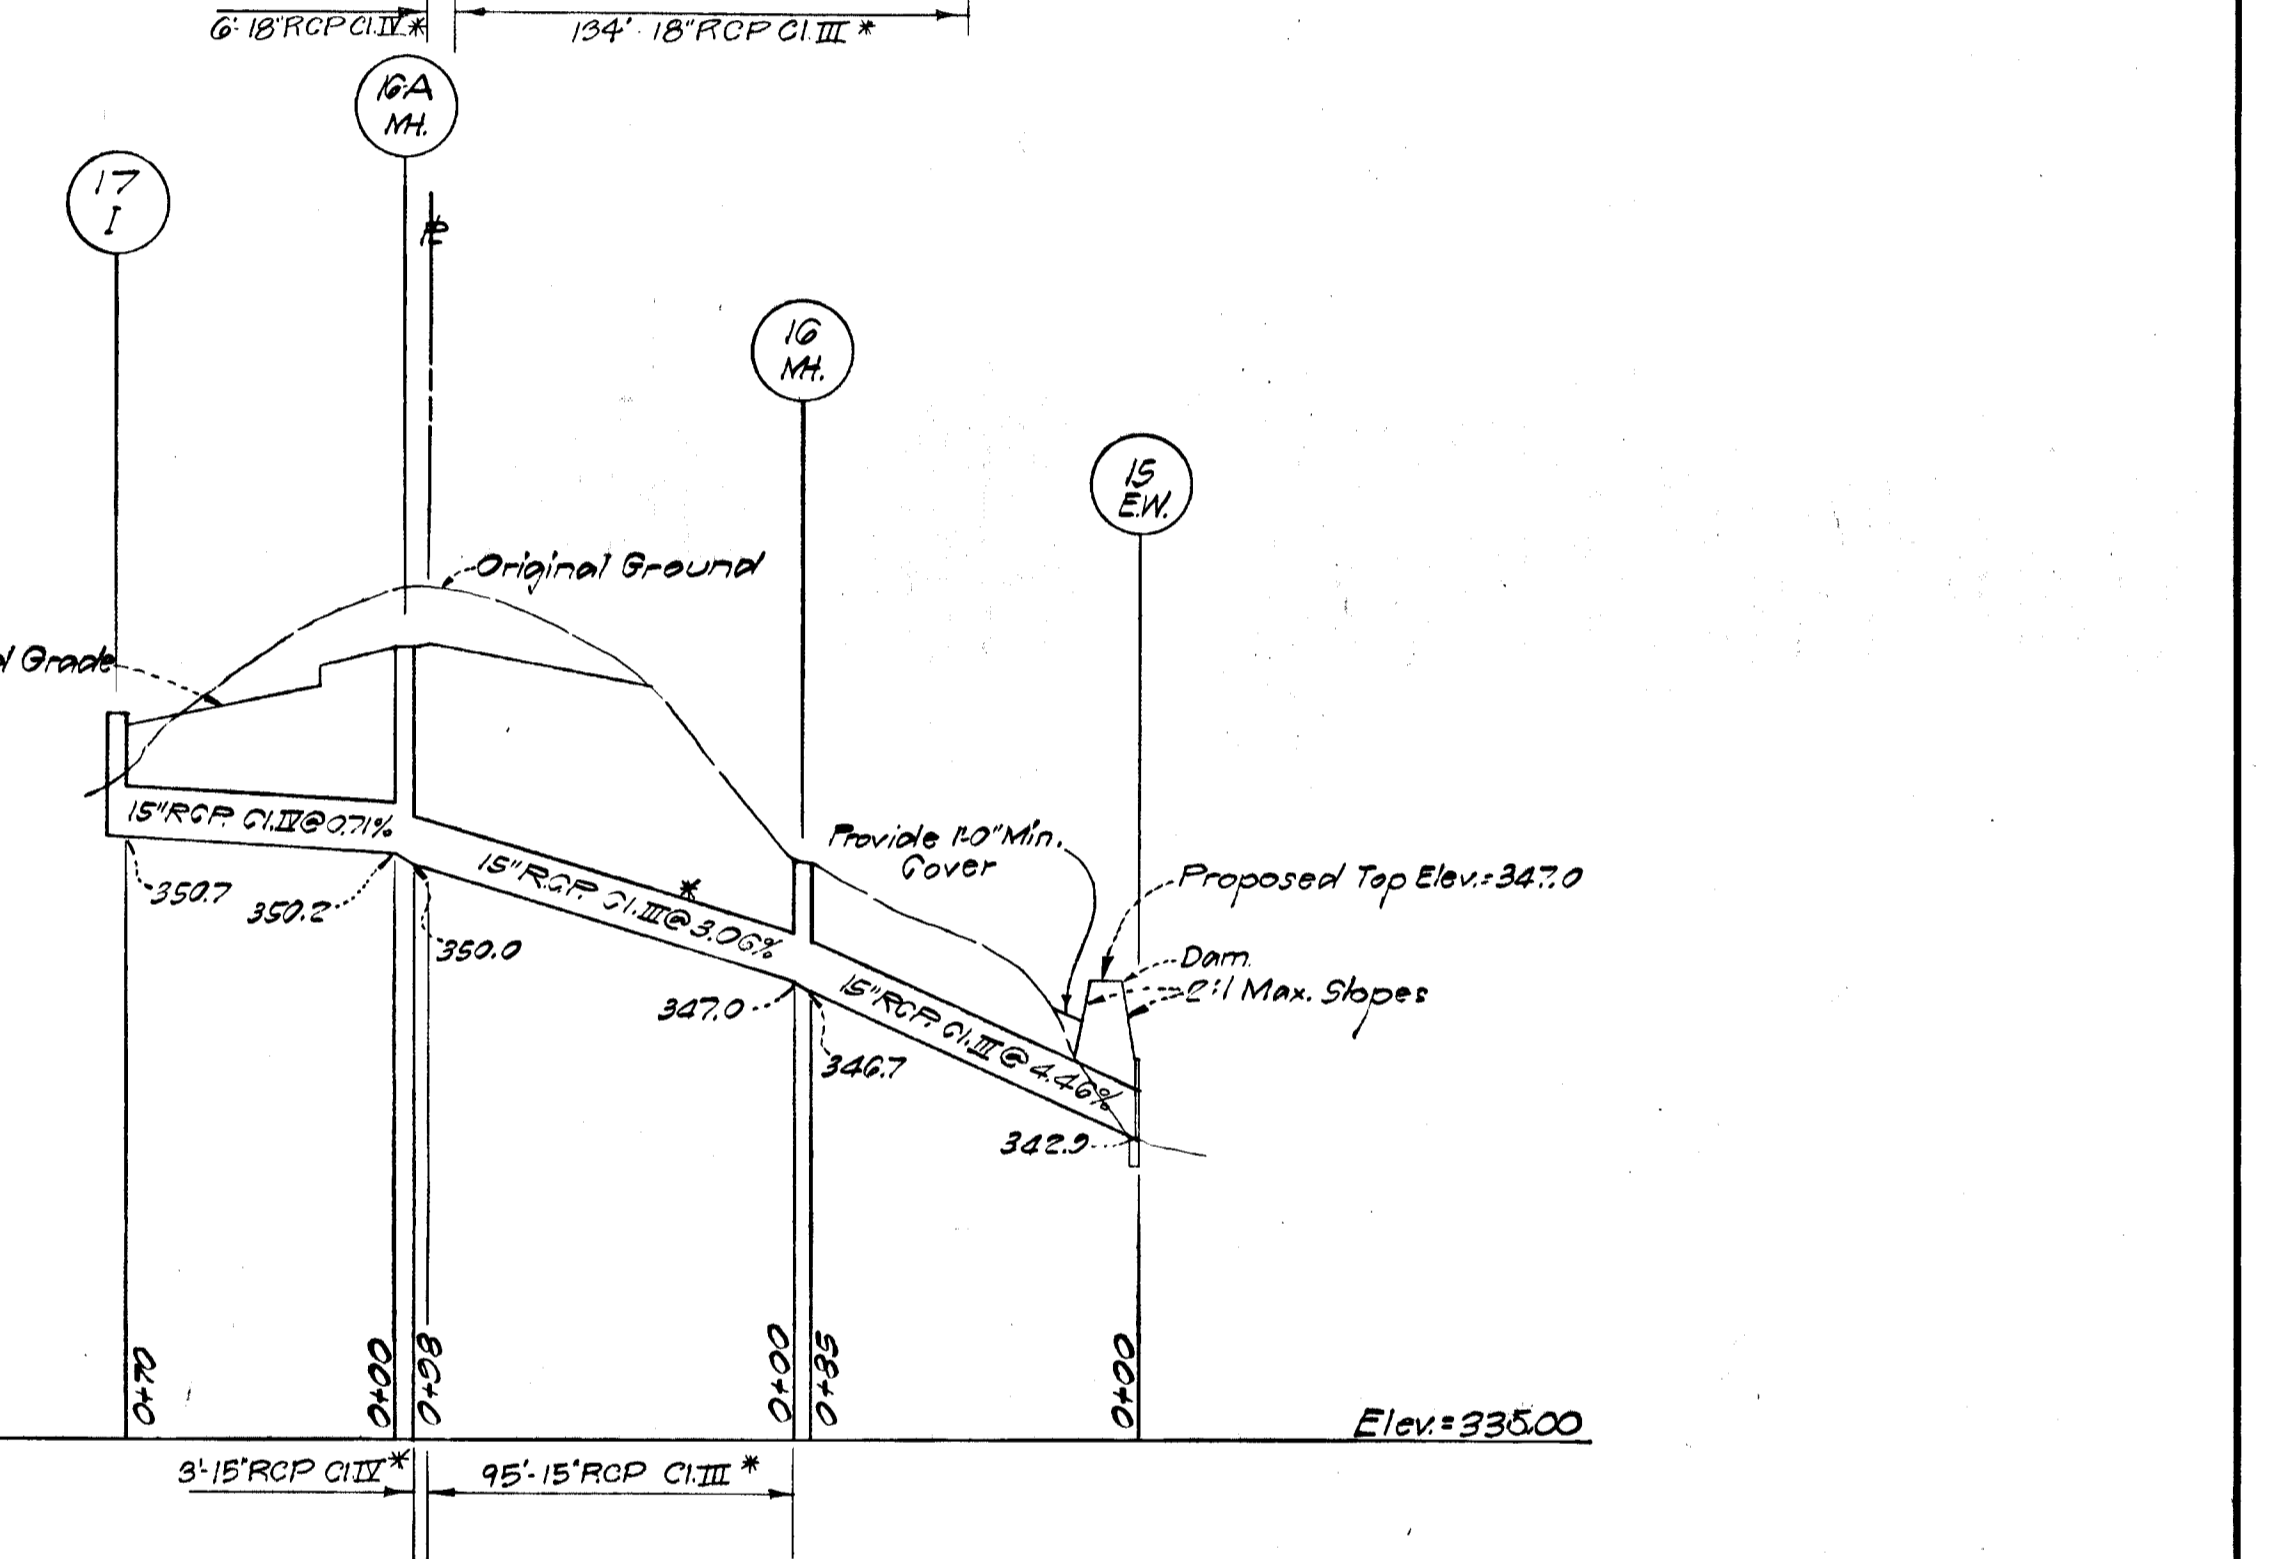 6'-18"RCP Cl.IV*
134'-18"RCP Cl.III*
16-A
MH.
17
I
16
MH.
15
E.W.
Original Ground
Grade
15"R.C.P. Cl.IV@0.71%
15"R.C.P. Cl.III@3.06%
*
15"R.C.P. Cl.III@4.46%
Provide 1'-0"Min.
Cover
Proposed Top Elev.=347.0
Dam.
2:1 Max. Slopes
350.7
350.2
350.0
347.0
346.7
342.9
0+70
0+00
0+98
0+00
0+85
0+00
Elev.=335.00
3'-15"RCP Cl.IV*
95'-15"RCP Cl.III*